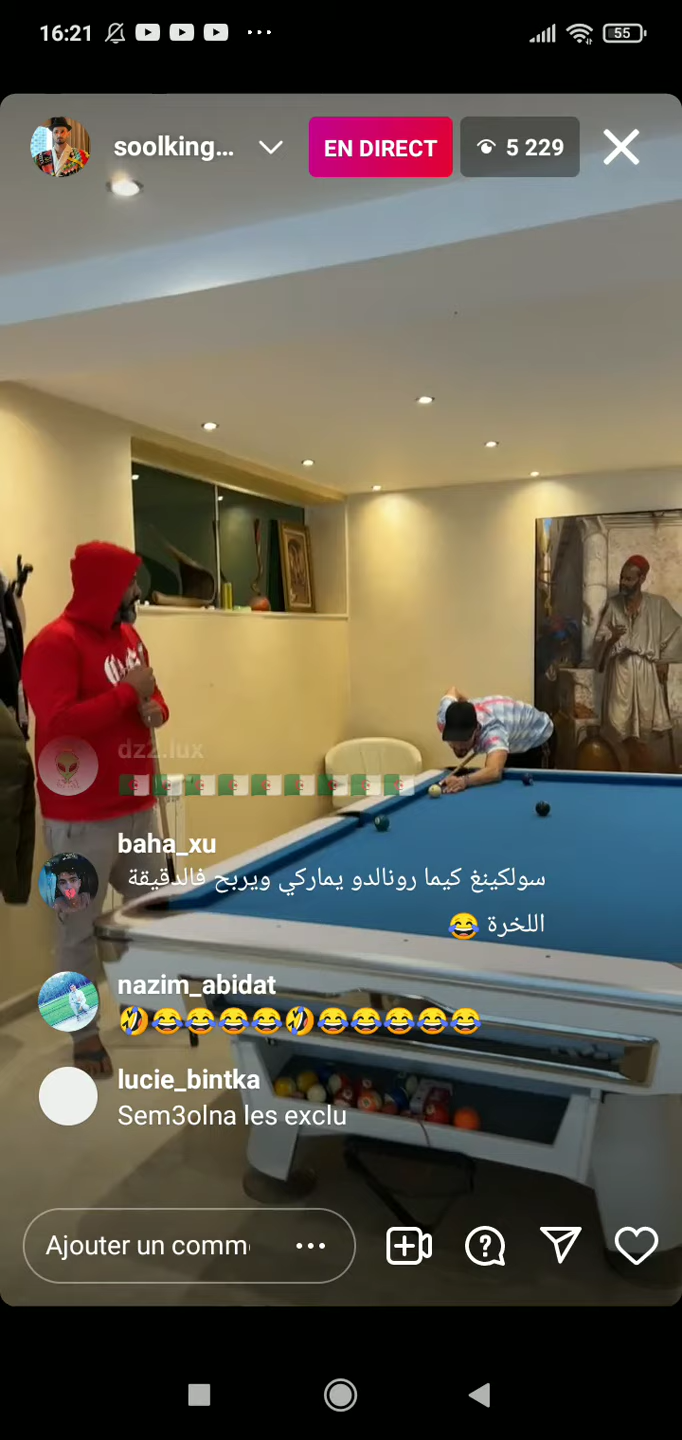 16:21
55
soolking...
EN DIRECT
5 229
dz2.lux
baha_xu
سولكينغ كيما رونالدو يماركي ويربح فالدقيقة
اللخرة 😂
nazim_abidat
🤣😂😂😂😂🤣😂😂😂😂😂
lucie_bintka
Sem3olna les exclu
Ajouter un comm